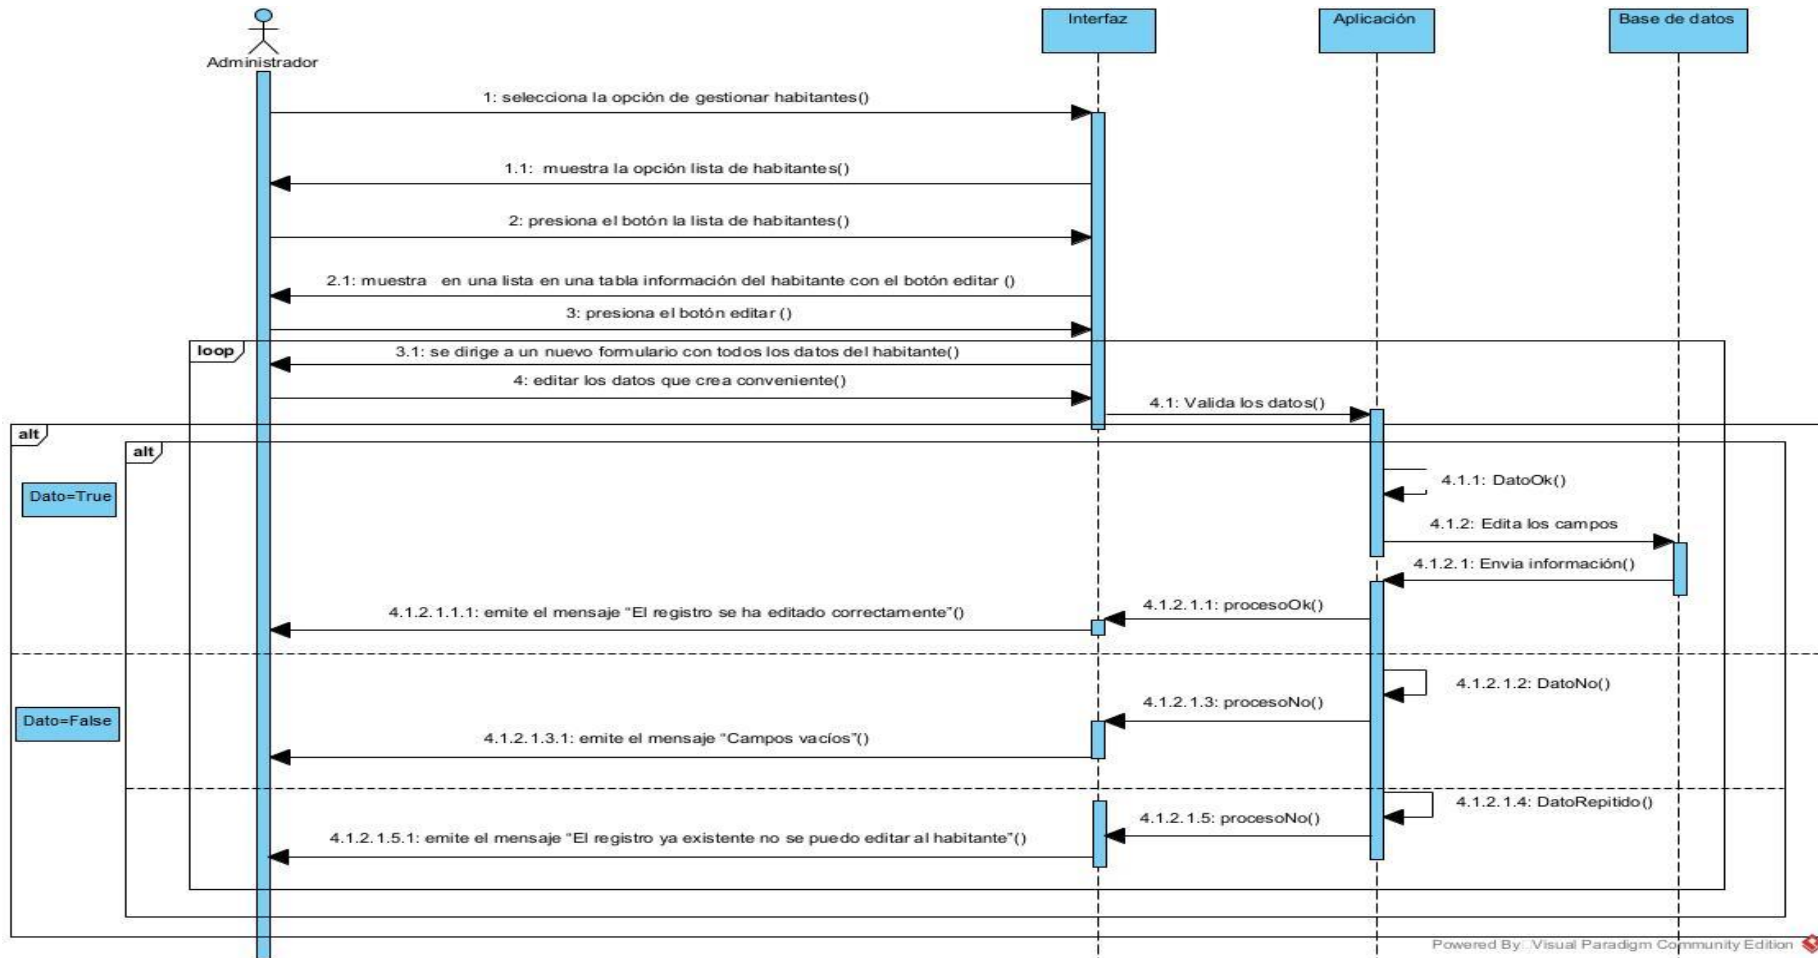 Interfaz
Aplicación
Base de datos
Administrador
1: selecciona la opción de gestionar habitantes()
1.1: muestra la opción lista de habitantes()
2: presiona el botón la lista de habitantes()
2.1: muestra en una lista en una tabla información del habitante con el botón editar ()
3: presiona el botón editar ()
loop
3.1: se dirige a un nuevo formulario con todos los datos del habitante()
4: editar los datos que crea conveniente()
4.1: Valida los datos()
alt
alt
4.1.1: DatoOk()
Dato=True
4.1.2: Edita los campos
4.1.2.1: Envia información()
4.1.2.1.1: procesoOk()
4.1.2.1.1.1: emite el mensaje “El registro se ha editado correctamente”()
4.1.2.1.2: DatoNo()
4.1.2.1.3: procesoNo()
Dato=False
4.1.2.1.3.1: emite el mensaje “Campos vacíos”()
4.1.2.1.4: DatoRepitido()
4.1.2.1.5: procesoNo()
4.1.2.1.5.1: emite el mensaje “El registro ya existente no se puedo editar al habitante”()
Powered By Visual Paradigm Community Edition